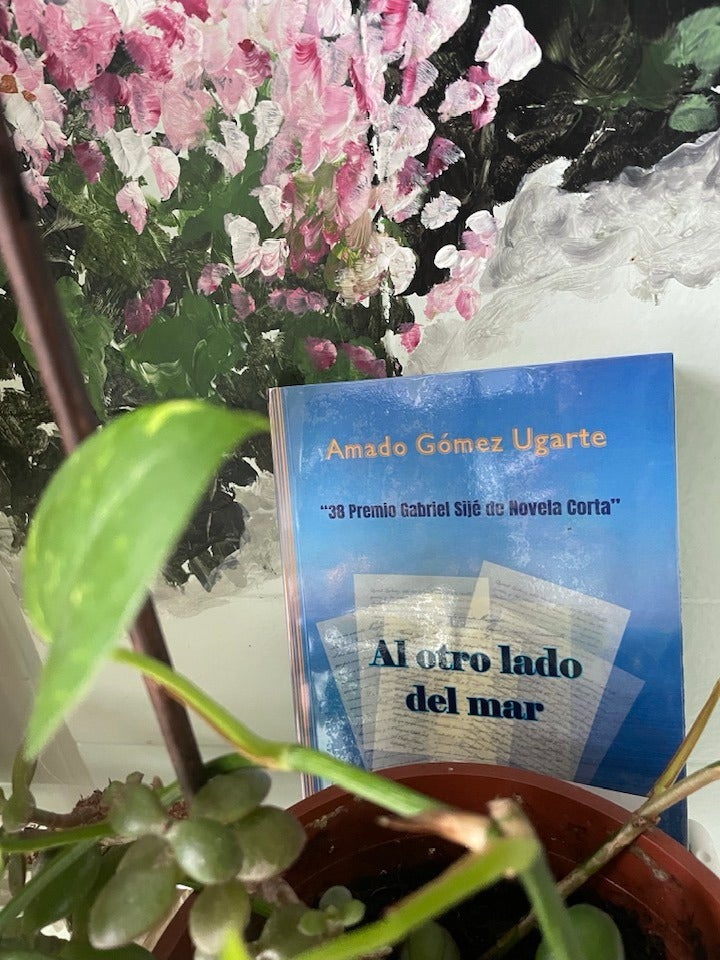 Amado Gómez Ugarte
“38 Premio Gabriel Sijé de Novela Corta”
Al otro lado
del mar